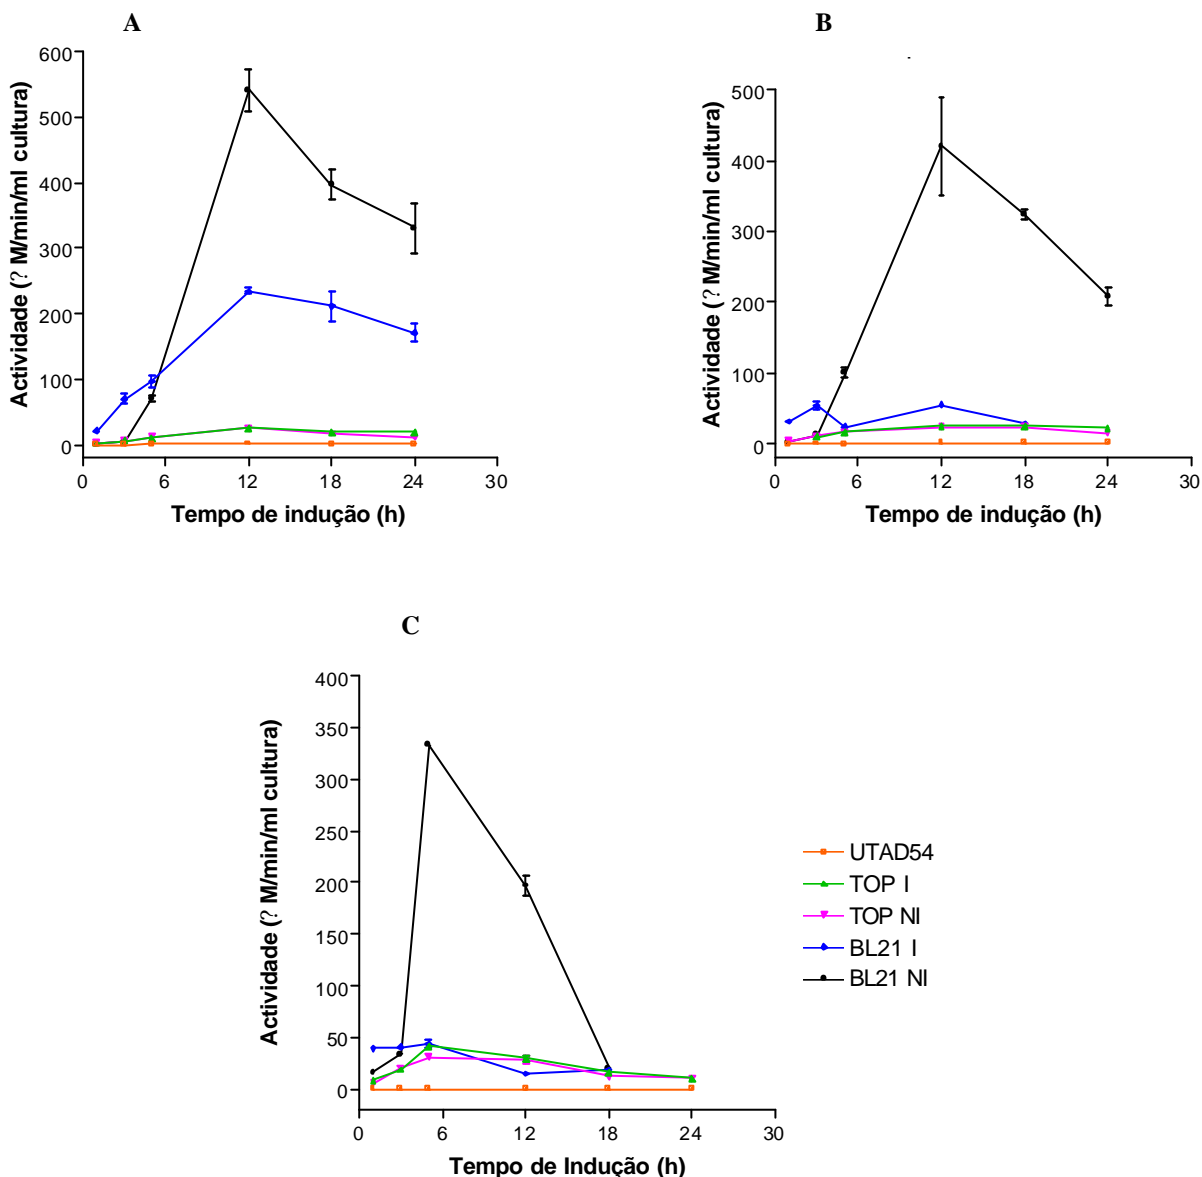 A
Actividade (? M/min/ml cultura)
600
500
400
300
200
100
0
0 6 12 18 24 30
Tempo de indução (h)
B
Actividade (? M/min/ml cultura)
500
400
300
200
100
0
0 6 12 18 24 30
Tempo de indução (h)
C
Actividade (? M/min/ml cultura)
400
350
300
250
200
150
100
50
0
0 6 12 18 24 30
Tempo de Indução (h)
UTAD54
TOP I
TOP NI
BL21 I
BL21 NI